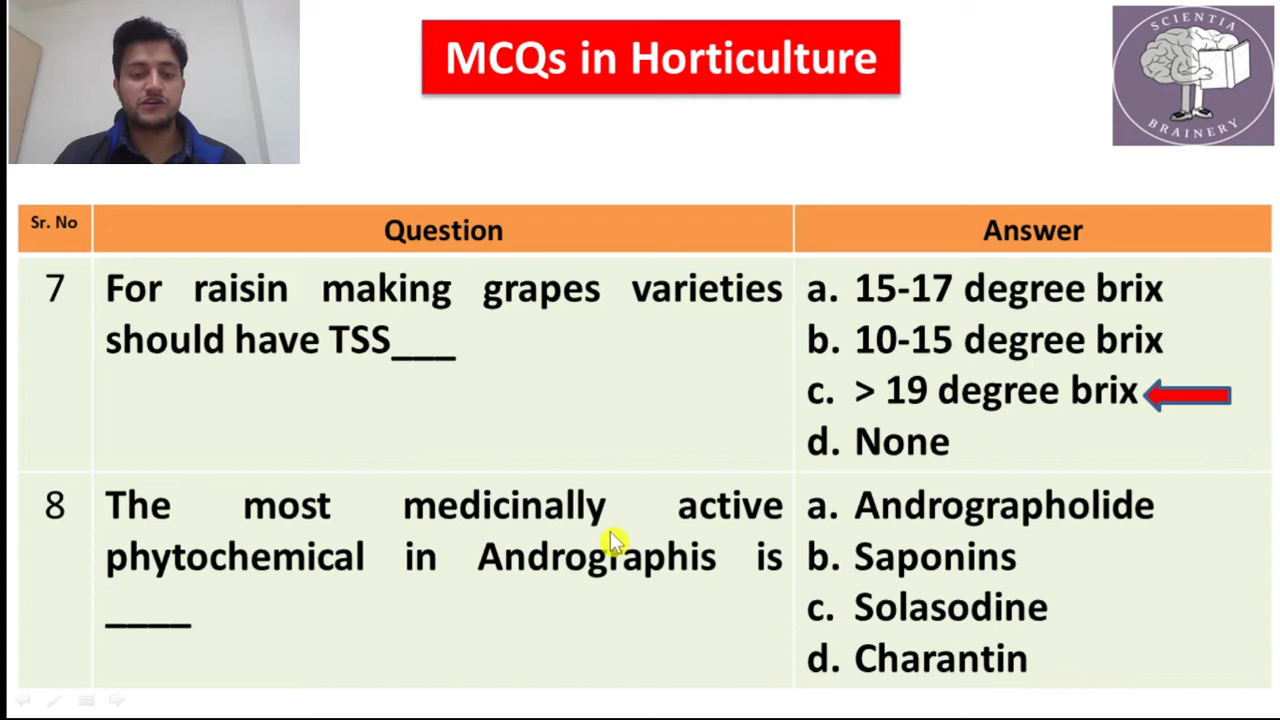 MCQs in Horticulture
SCIENTIA
BRAINERY
Sr. No
Question
Answer
7
For raisin making grapes varieties
should have TSS___
a. 15-17 degree brix
b. 10-15 degree brix
c. > 19 degree brix
d. None
8
The most medicinally active
phytochemical in Andrographis is
____
a. Andrographolide
b. Saponins
c. Solasodine
d. Charantin